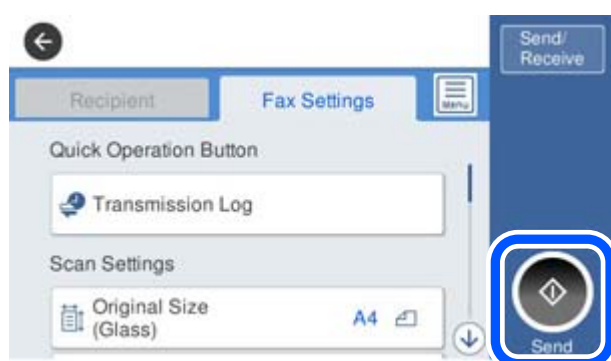 Send/
Receive
Recipient
Fax Settings
Menu
Quick Operation Button
Transmission Log
Scan Settings
Original Size
(Glass)
A4
Send